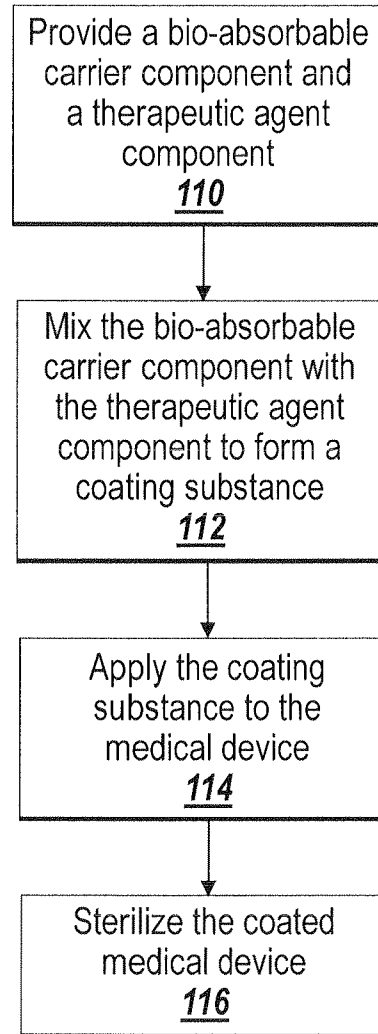 Provide a bio-absorbable
carrier component and
a therapeutic agent
component
110
Mix the bio-absorbable
carrier component with
the therapeutic agent
component to form a
coating substance
112
Apply the coating
substance to the
medical device
114
Sterilize the coated
medical device
116